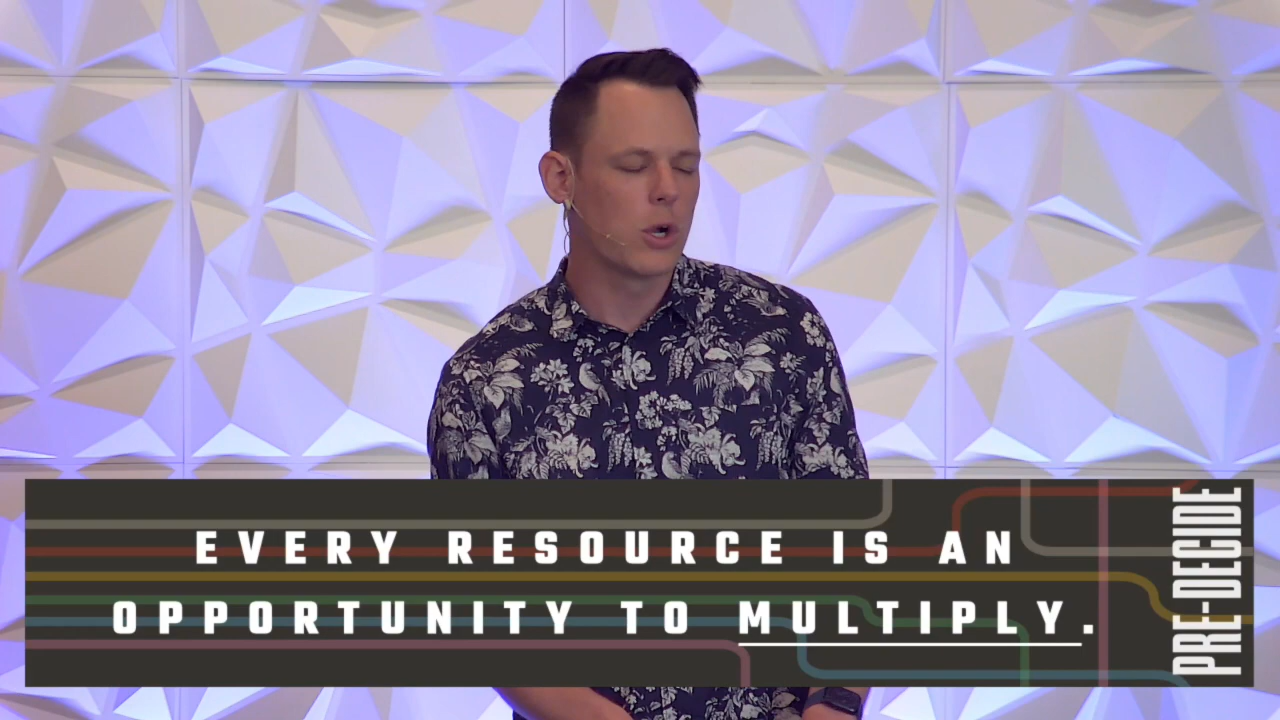 EVERY RESOURCE IS AN
OPPORTUNITY TO MULTIPLY.
PRE-DECIDE